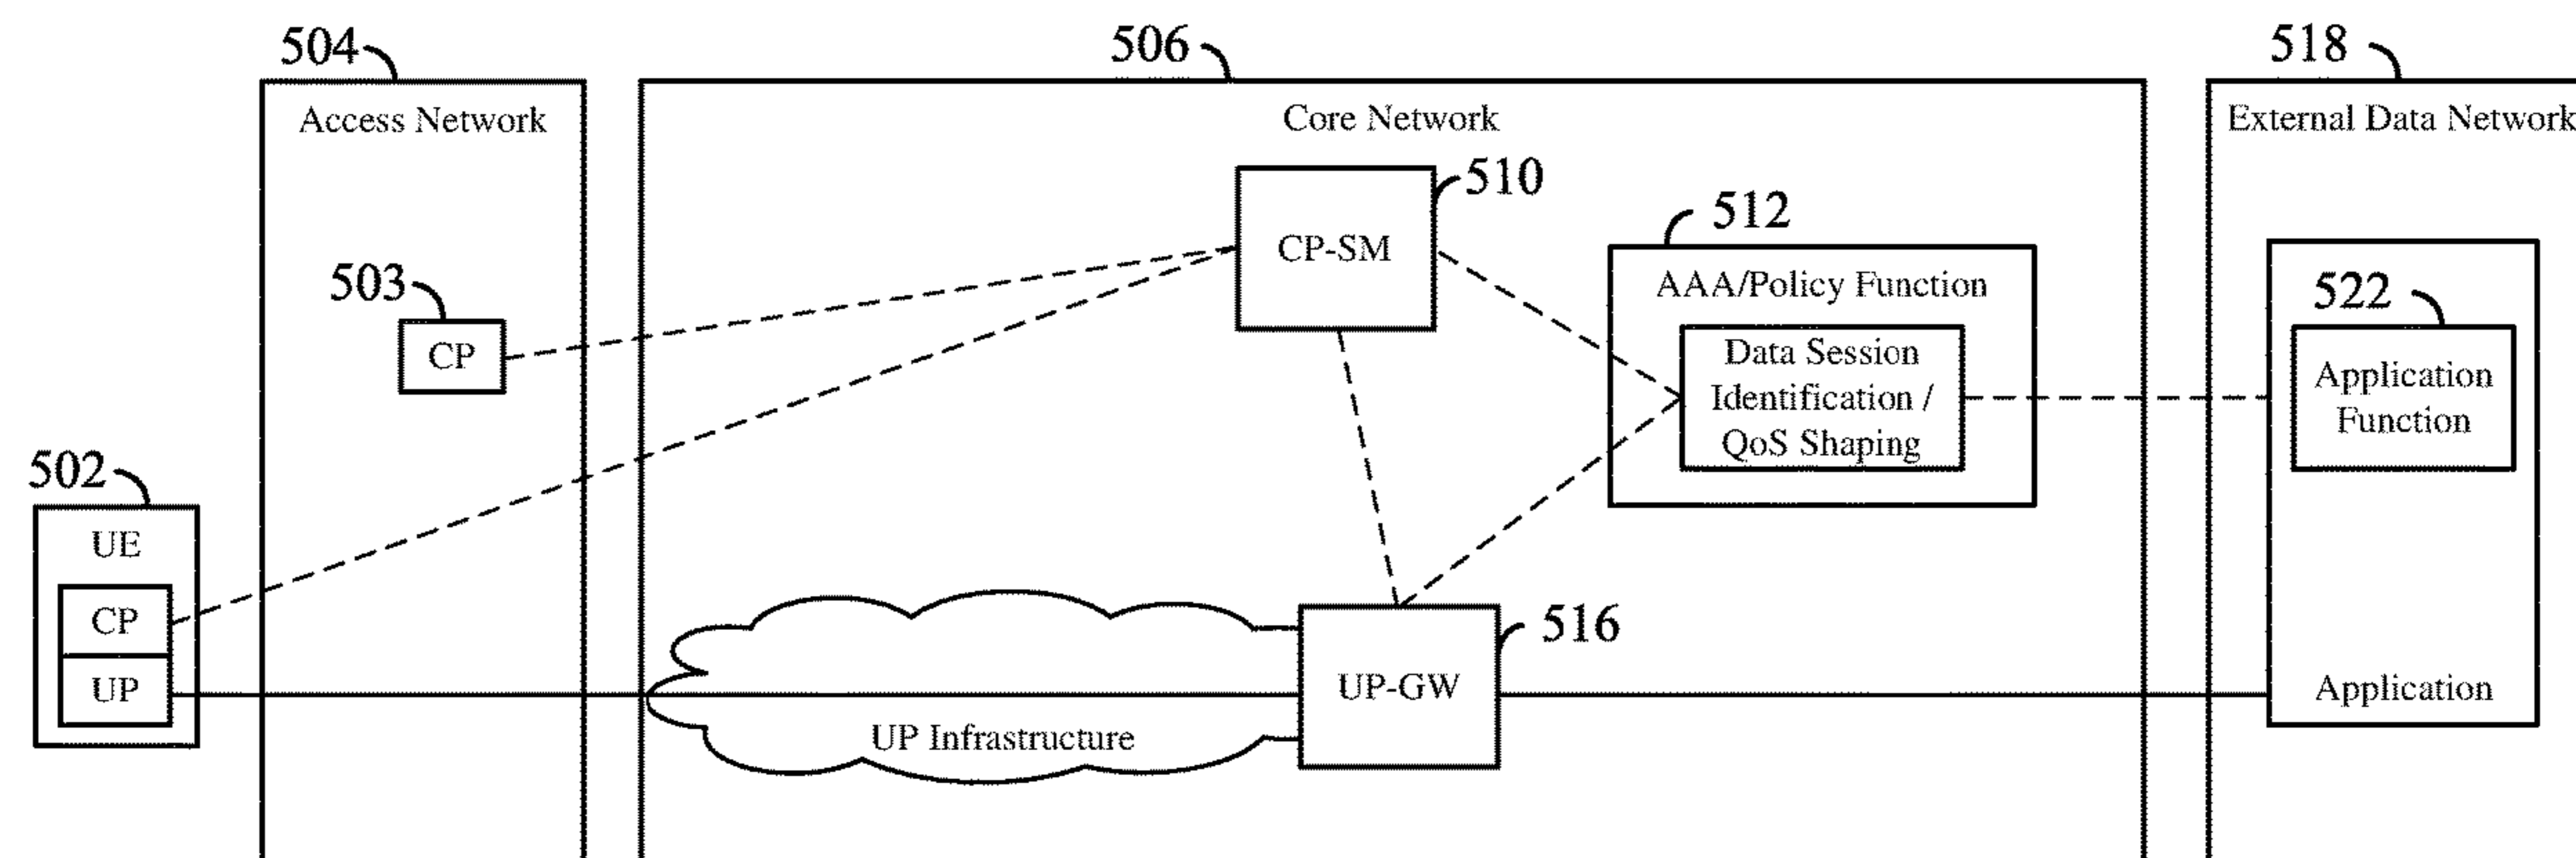 504
506
518
Access Network
Core Network
External Data Network
510
CP-SM
512
AAA/Policy Function
503
CP
Data Session
Identification /
QoS Shaping
522
Application
Function
502
UE
CP
UP
516
UP-GW
UP Infrastructure
Application